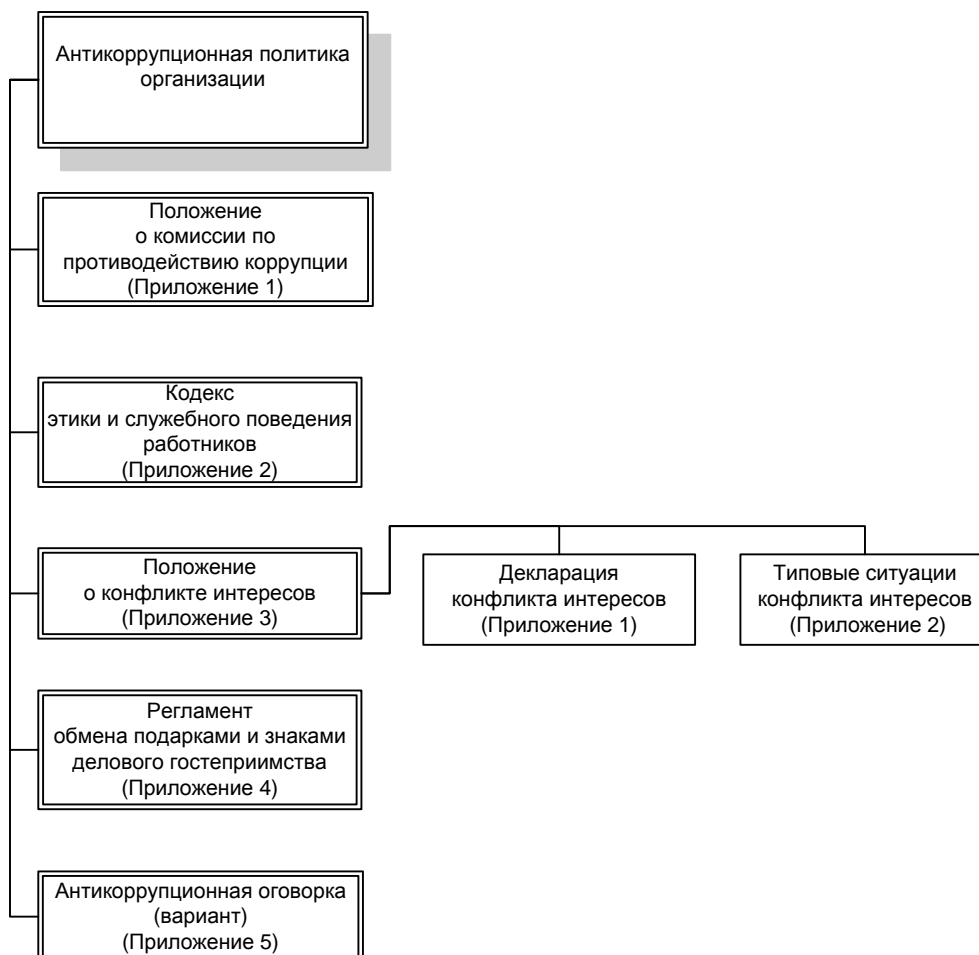 Антикоррупционная политика
организации
Положение
о комиссии по
противодействию коррупции
(Приложение 1)
Кодекс
этики и служебного поведения
работников
(Приложение 2)
Положение
о конфликте интересов
(Приложение 3)
Декларация
конфликта интересов
(Приложение 1)
Типовые ситуации
конфликта интересов
(Приложение 2)
Регламент
обмена подарками и знаками
делового гостеприимства
(Приложение 4)
Антикоррупционная оговорка
(вариант)
(Приложение 5)